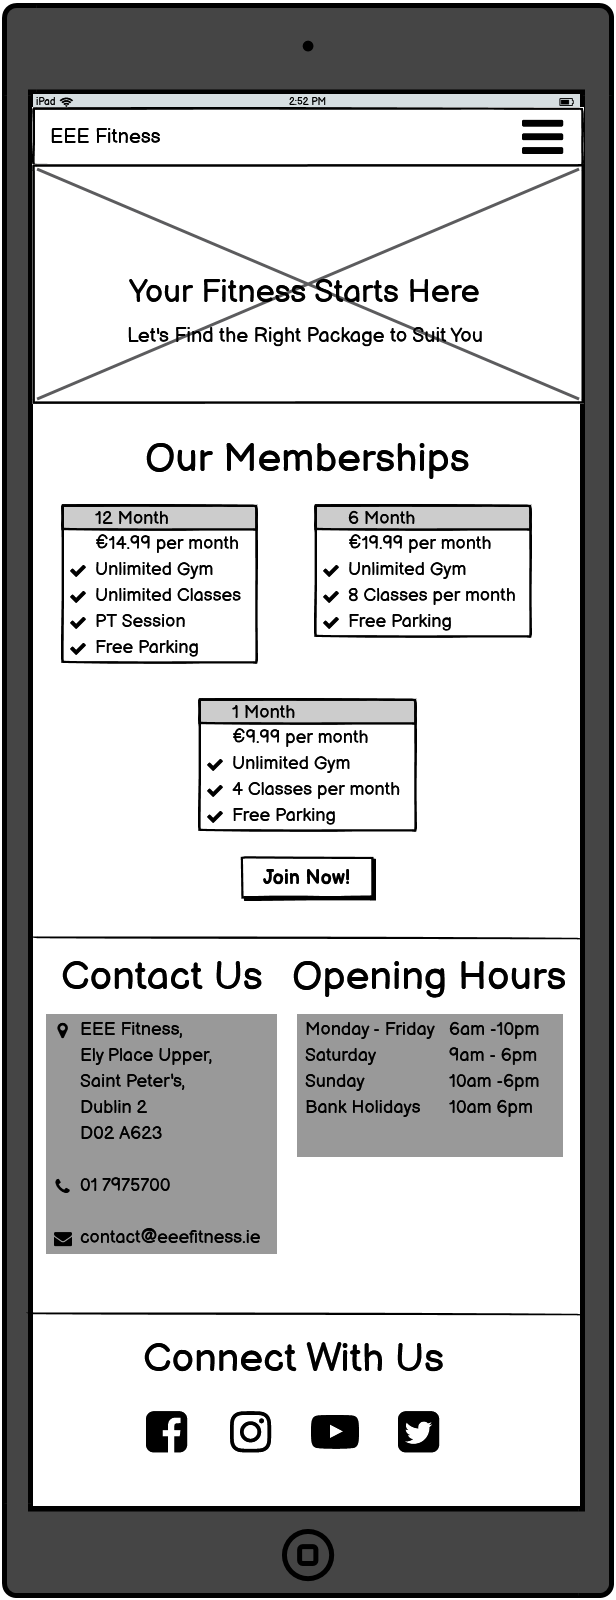 iPad 2:52 PM
EEE Fitness
Your Fitness Starts Here
Let's Find the Right Package to Suit You
Our Memberships
12 Month
€14.99 per month
Unlimited Gym
Unlimited Classes
PT Session
Free Parking
6 Month
€19.99 per month
Unlimited Gym
8 Classes per month
Free Parking
1 Month
€9.99 per month
Unlimited Gym
4 Classes per month
Free Parking
Join Now!
Contact Us
EEE Fitness,
Ely Place Upper,
Saint Peter's,
Dublin 2
D02 A623
01 7975700
contact@eeefitness.ie
Opening Hours
Monday - Friday 6am -10pm
Saturday 9am - 6pm
Sunday 10am -6pm
Bank Holidays 10am 6pm
Connect With Us